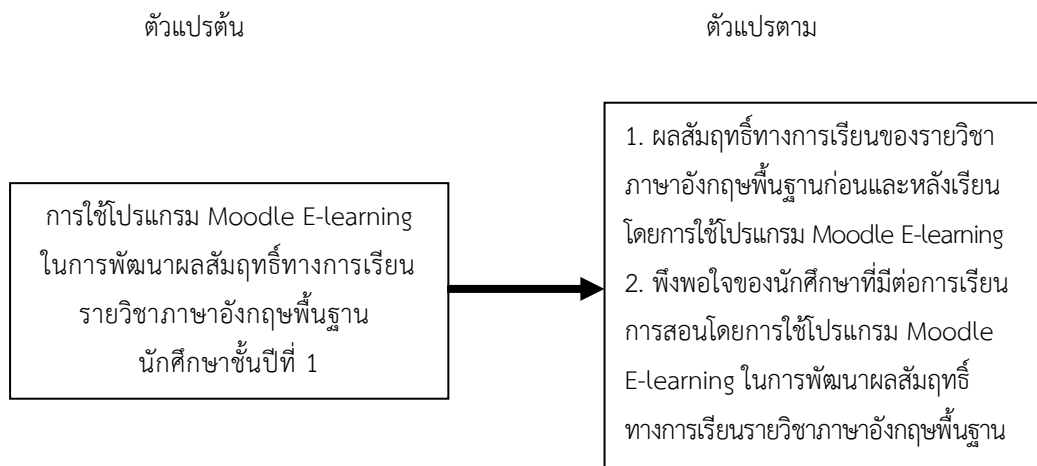 ตัวแปรต้น
ตัวแปรตาม
การใช้โปรแกรม Moodle E-learning
ในการพัฒนาผลสัมฤทธิ์ทางการเรียน
รายวิชาภาษาอังกฤษพื้นฐาน
นักศึกษาชั้นปีที่ 1
1. ผลสัมฤทธิ์ทางการเรียนของรายวิชา
ภาษาอังกฤษพื้นฐานก่อนและหลังเรียน
โดยการใช้โปรแกรม Moodle E-learning
2. พึงพอใจของนักศึกษาที่มีต่อการเรียน
การสอนโดยการใช้โปรแกรม Moodle
E-learning ในการพัฒนาผลสัมฤทธิ์
ทางการเรียนรายวิชาภาษาอังกฤษพื้นฐาน